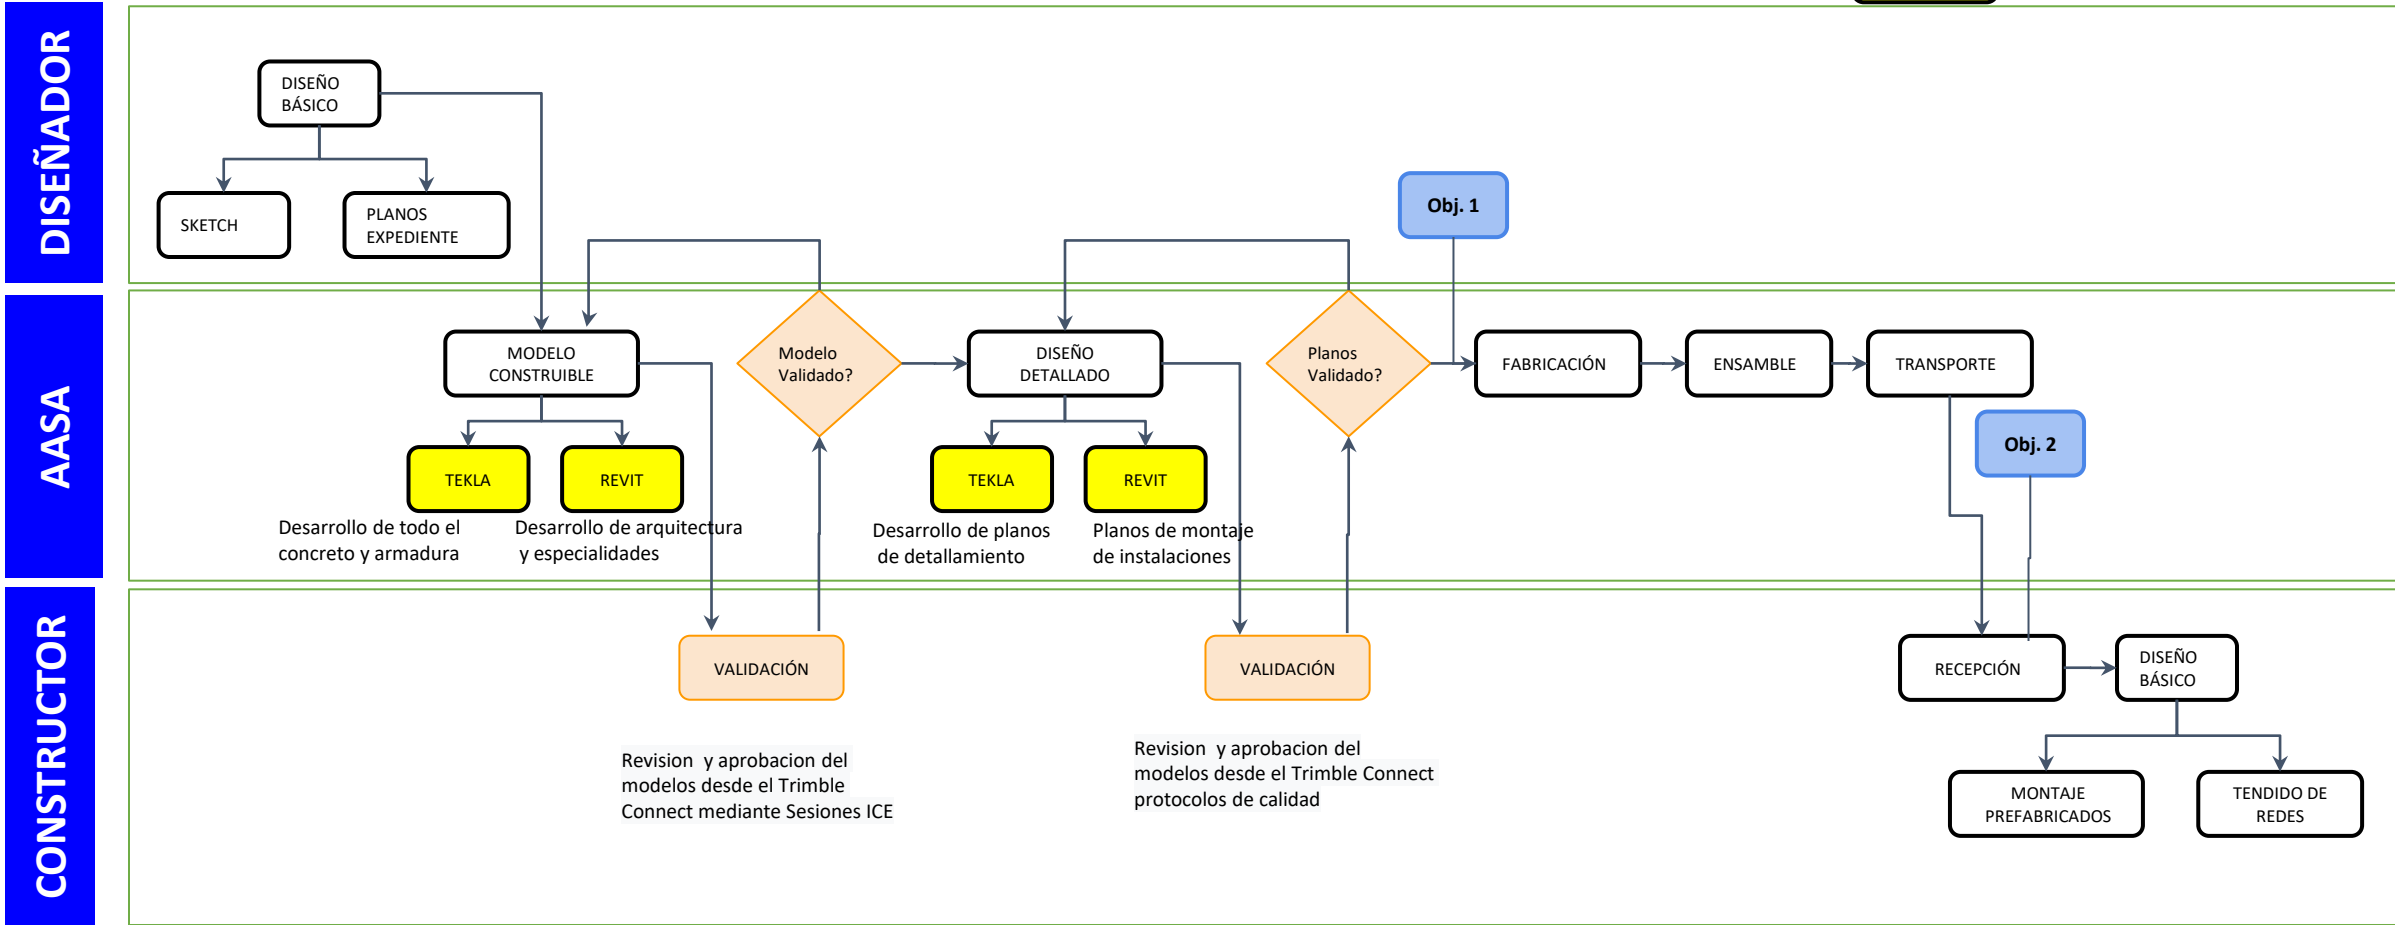 DISEÑADOR
DISEÑO
BÁSICO
SKETCH
PLANOS
EXPEDIENTE
Obj. 1
AASA
MODELO
CONSTRUIBLE
Modelo
Validado?
DISEÑO
DETALLADO
Planos
Validado?
FABRICACIÓN
ENSAMBLE
TRANSPORTE
TEKLA
REVIT
TEKLA
REVIT
Obj. 2
Desarrollo de todo el
concreto y armadura
Desarrollo de arquitectura
y especialidades
Desarrollo de planos
de detallamiento
Planos de montaje
de instalaciones
CONSTRUCTOR
VALIDACIÓN
VALIDACIÓN
RECEPCIÓN
DISEÑO
BÁSICO
Revision y aprobacion del
modelos desde el Trimble
Connect mediante Sesiones ICE
Revision y aprobacion del
modelos desde el Trimble Connect
protocolos de calidad
MONTAJE
PREFABRICADOS
TENDIDO DE
REDES